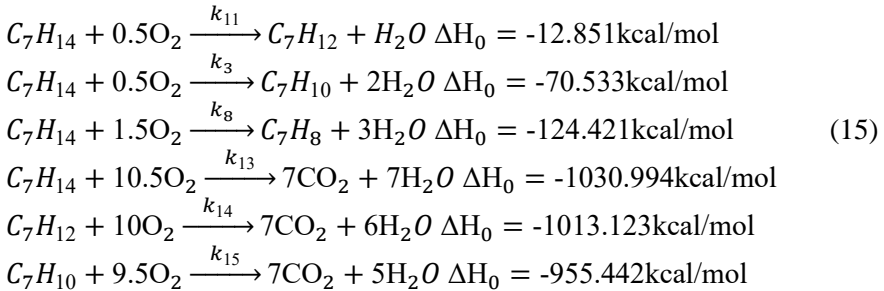 C₇H₁₄ + 0.5O₂ —k₁₁→ C₇H₁₂ + H₂O ΔH₀ = -12.851kcal/mol
C₇H₁₄ + 0.5O₂ —k₃→ C₇H₁₀ + 2H₂O ΔH₀ = -70.533kcal/mol
C₇H₁₄ + 1.5O₂ —k₈→ C₇H₈ + 3H₂O ΔH₀ = -124.421kcal/mol (15)
C₇H₁₄ + 10.5O₂ —k₁₃→ 7CO₂ + 7H₂O ΔH₀ = -1030.994kcal/mol
C₇H₁₂ + 10O₂ —k₁₄→ 7CO₂ + 6H₂O ΔH₀ = -1013.123kcal/mol
C₇H₁₀ + 9.5O₂ —k₁₅→ 7CO₂ + 5H₂O ΔH₀ = -955.442kcal/mol